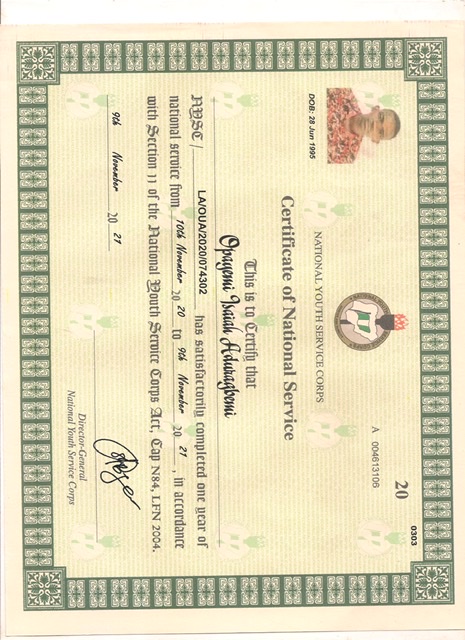 0303
20
A 004613106
NATIONAL YOUTH SERVICE CORPS
Certificate of National Service
DOB: 28 Jun 1995
This is to Certify that
Opayemi Isaiah Adubagbemi
NYSC / LA/OUA/2020/074302 has satisfactorily completed one year of
national service from 10th November 20 20 to 9th November 20 21, in accordance
with Section 11 of the National Youth Service Corps Act, Cap N84, LFN 2004.
9th November 20 21
Director-General
National Youth Service Corps